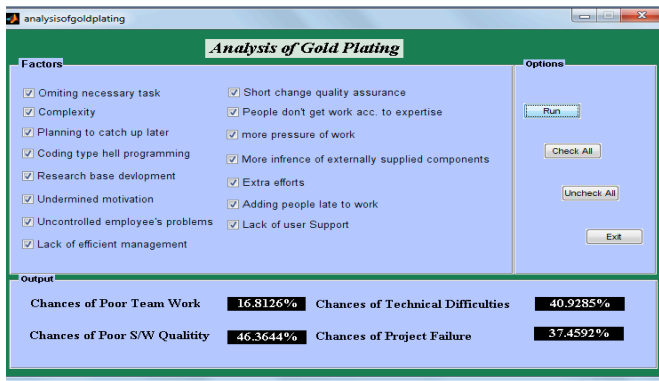 analysisofgoldplating
Analysis of Gold Plating
Factors
Omiting necessary task
Complexity
Planning to catch up later
Coding type hell programming
Research base devlopment
Undermined motivation
Uncontrolled employee's problems
Lack of efficient management
Short change quality assurance
People don't get work acc. to expertise
more pressure of work
More infrence of externally supplied components
Extra efforts
Adding people late to work
Lack of user Support
Options
Run
Check All
Uncheck All
Exit
Output
Chances of Poor Team Work 16.8126% Chances of Technical Difficulties 40.9285%
Chances of Poor S/W Qualitity 46.3644% Chances of Project Failure 37.4592%